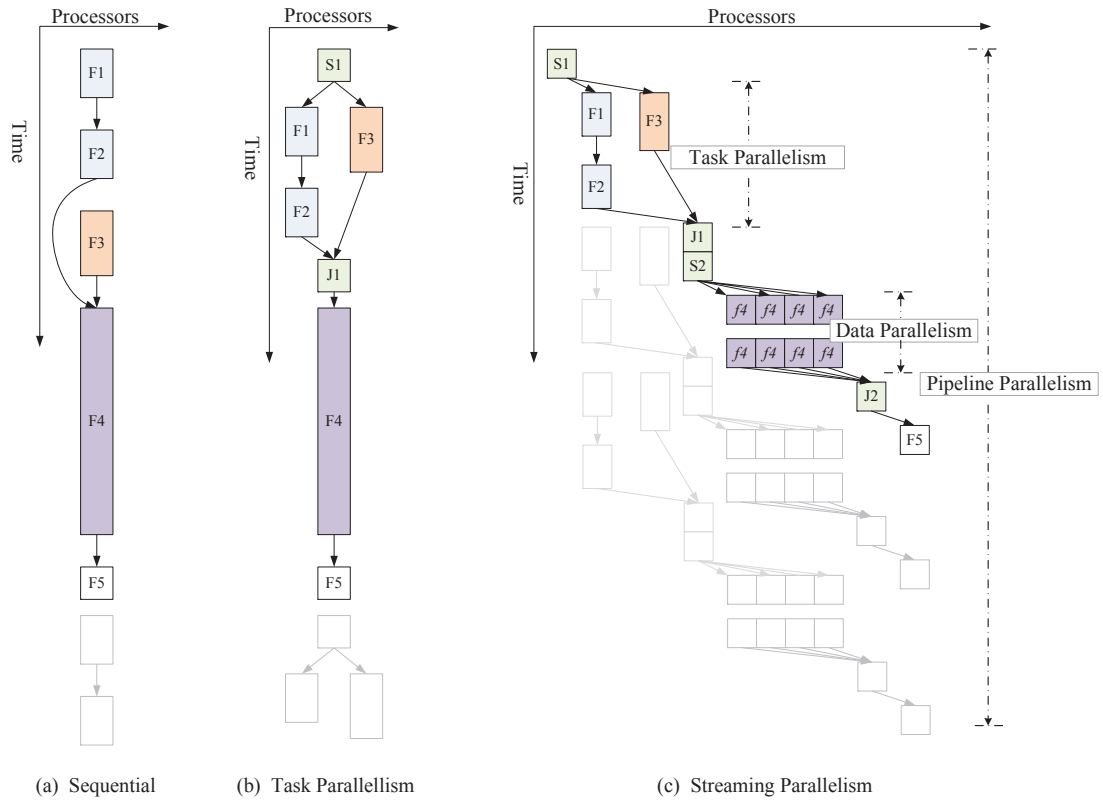 Processors
Time
F1
F2
F3
F4
F5
(a) Sequential
Processors
Time
S1
F1
F3
F2
J1
F4
F5
(b) Task Parallellism
Processors
Time
S1
F1
F3
Task Parallelism
F2
J1
S2
f4 f4 f4 f4
Data Parallelism
f4 f4 f4 f4
Pipeline Parallelism
J2
F5
(c) Streaming Parallelism